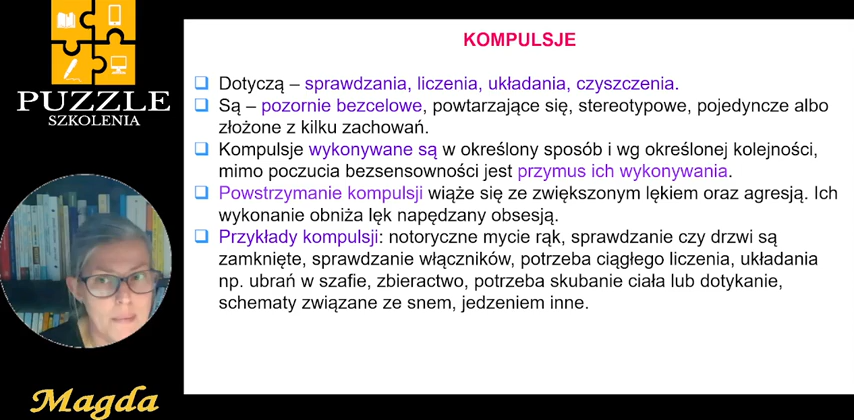 PUZZLE
SZKOLENIA
Magda
KOMPULSJE
Dotyczą – sprawdzania, liczenia, układania, czyszczenia.
Są – pozornie bezcelowe, powtarzające się, stereotypowe, pojedyncze albo
złożone z kilku zachowań.
Kompulsje wykonywane są w określony sposób i wg określonej kolejności,
mimo poczucia bezsensowności jest przymus ich wykonywania.
Powstrzymanie kompulsji wiąże się ze zwiększonym lękiem oraz agresją. Ich
wykonanie obniża lęk napędzany obsesją.
Przykłady kompulsji: notoryczne mycie rąk, sprawdzanie czy drzwi są
zamknięte, sprawdzanie włączników, potrzeba ciągłego liczenia, układania
np. ubrań w szafie, zbieractwo, potrzeba skubanie ciała lub dotykanie,
schematy związane ze snem, jedzeniem inne.